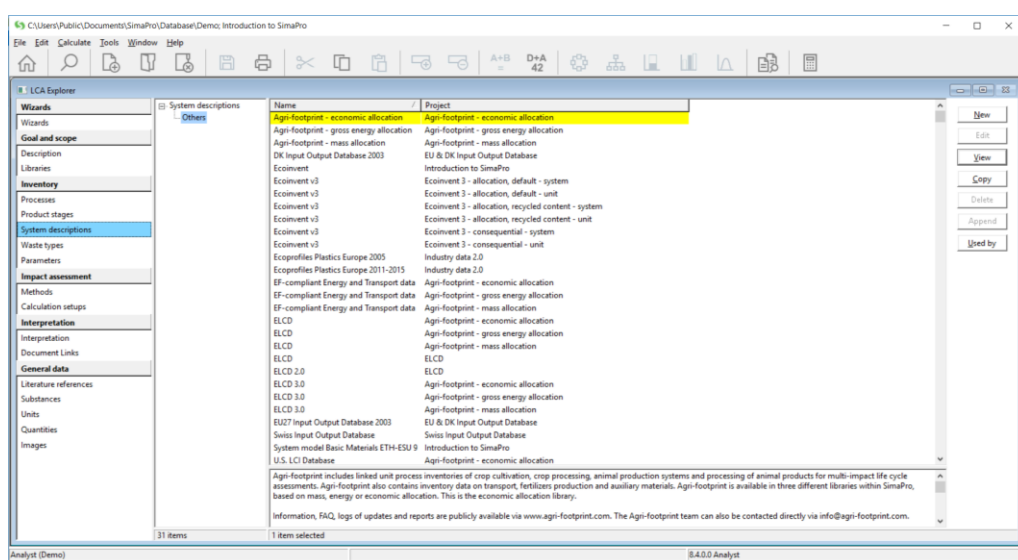 C:\Users\Public\Documents\SimaPro\Database\Demo; Introduction to SimaPro
File Edit Calculate Tools Window Help
A+B
=
D+A
42
LCA Explorer
Wizards
Wizards
Goal and scope
Description
Libraries
Inventory
Processes
Product stages
System descriptions
Waste types
Parameters
Impact assessment
Methods
Calculation setups
Interpretation
Interpretation
Document Links
General data
Literature references
Substances
Units
Quantities
Images
System descriptions
Others
Name / Project
Agri-footprint - economic allocation Agri-footprint - economic allocation
Agri-footprint - gross energy allocation Agri-footprint - gross energy allocation
Agri-footprint - mass allocation Agri-footprint - mass allocation
DK Input Output Database 2003 EU & DK Input Output Database
Ecoinvent Introduction to SimaPro
Ecoinvent v3 Ecoinvent 3 - allocation, default - system
Ecoinvent v3 Ecoinvent 3 - allocation, default - unit
Ecoinvent v3 Ecoinvent 3 - allocation, recycled content - system
Ecoinvent v3 Ecoinvent 3 - allocation, recycled content - unit
Ecoinvent v3 Ecoinvent 3 - consequential - system
Ecoinvent v3 Ecoinvent 3 - consequential - unit
Ecoprofiles Plastics Europe 2005 Industry data 2.0
Ecoprofiles Plastics Europe 2011-2015 Industry data 2.0
EF-compliant Energy and Transport data Agri-footprint - economic allocation
EF-compliant Energy and Transport data Agri-footprint - gross energy allocation
EF-compliant Energy and Transport data Agri-footprint - mass allocation
ELCD Agri-footprint - economic allocation
ELCD Agri-footprint - gross energy allocation
ELCD Agri-footprint - mass allocation
ELCD ELCD
ELCD 2.0 ELCD
ELCD 3.0 Agri-footprint - economic allocation
ELCD 3.0 Agri-footprint - gross energy allocation
ELCD 3.0 Agri-footprint - mass allocation
EU27 Input Output Database 2003 EU & DK Input Output Database
Swiss Input Output Database Swiss Input Output Database
System model Basic Materials ETH-ESU 9 Introduction to SimaPro
U.S. LCI Database Agri-footprint - economic allocation
New
Edit
View
Copy
Delete
Append
Used by
Agri-footprint includes linked unit process inventories of crop cultivation, crop processing, animal production systems and processing of animal products for multi-impact life cycle
assessments. Agri-footprint also contains inventory data on transport, fertilizers production and auxiliary materials. Agri-footprint is available in three different libraries within SimaPro,
based on mass, energy or economic allocation. This is the economic allocation library.
Information, FAQ, logs of updates and reports are publicly available via www.agri-footprint.com. The Agri-footprint team can also be contacted directly via info@agri-footprint.com.
31 items 1 item selected
Analyst (Demo) 8.4.0.0 Analyst